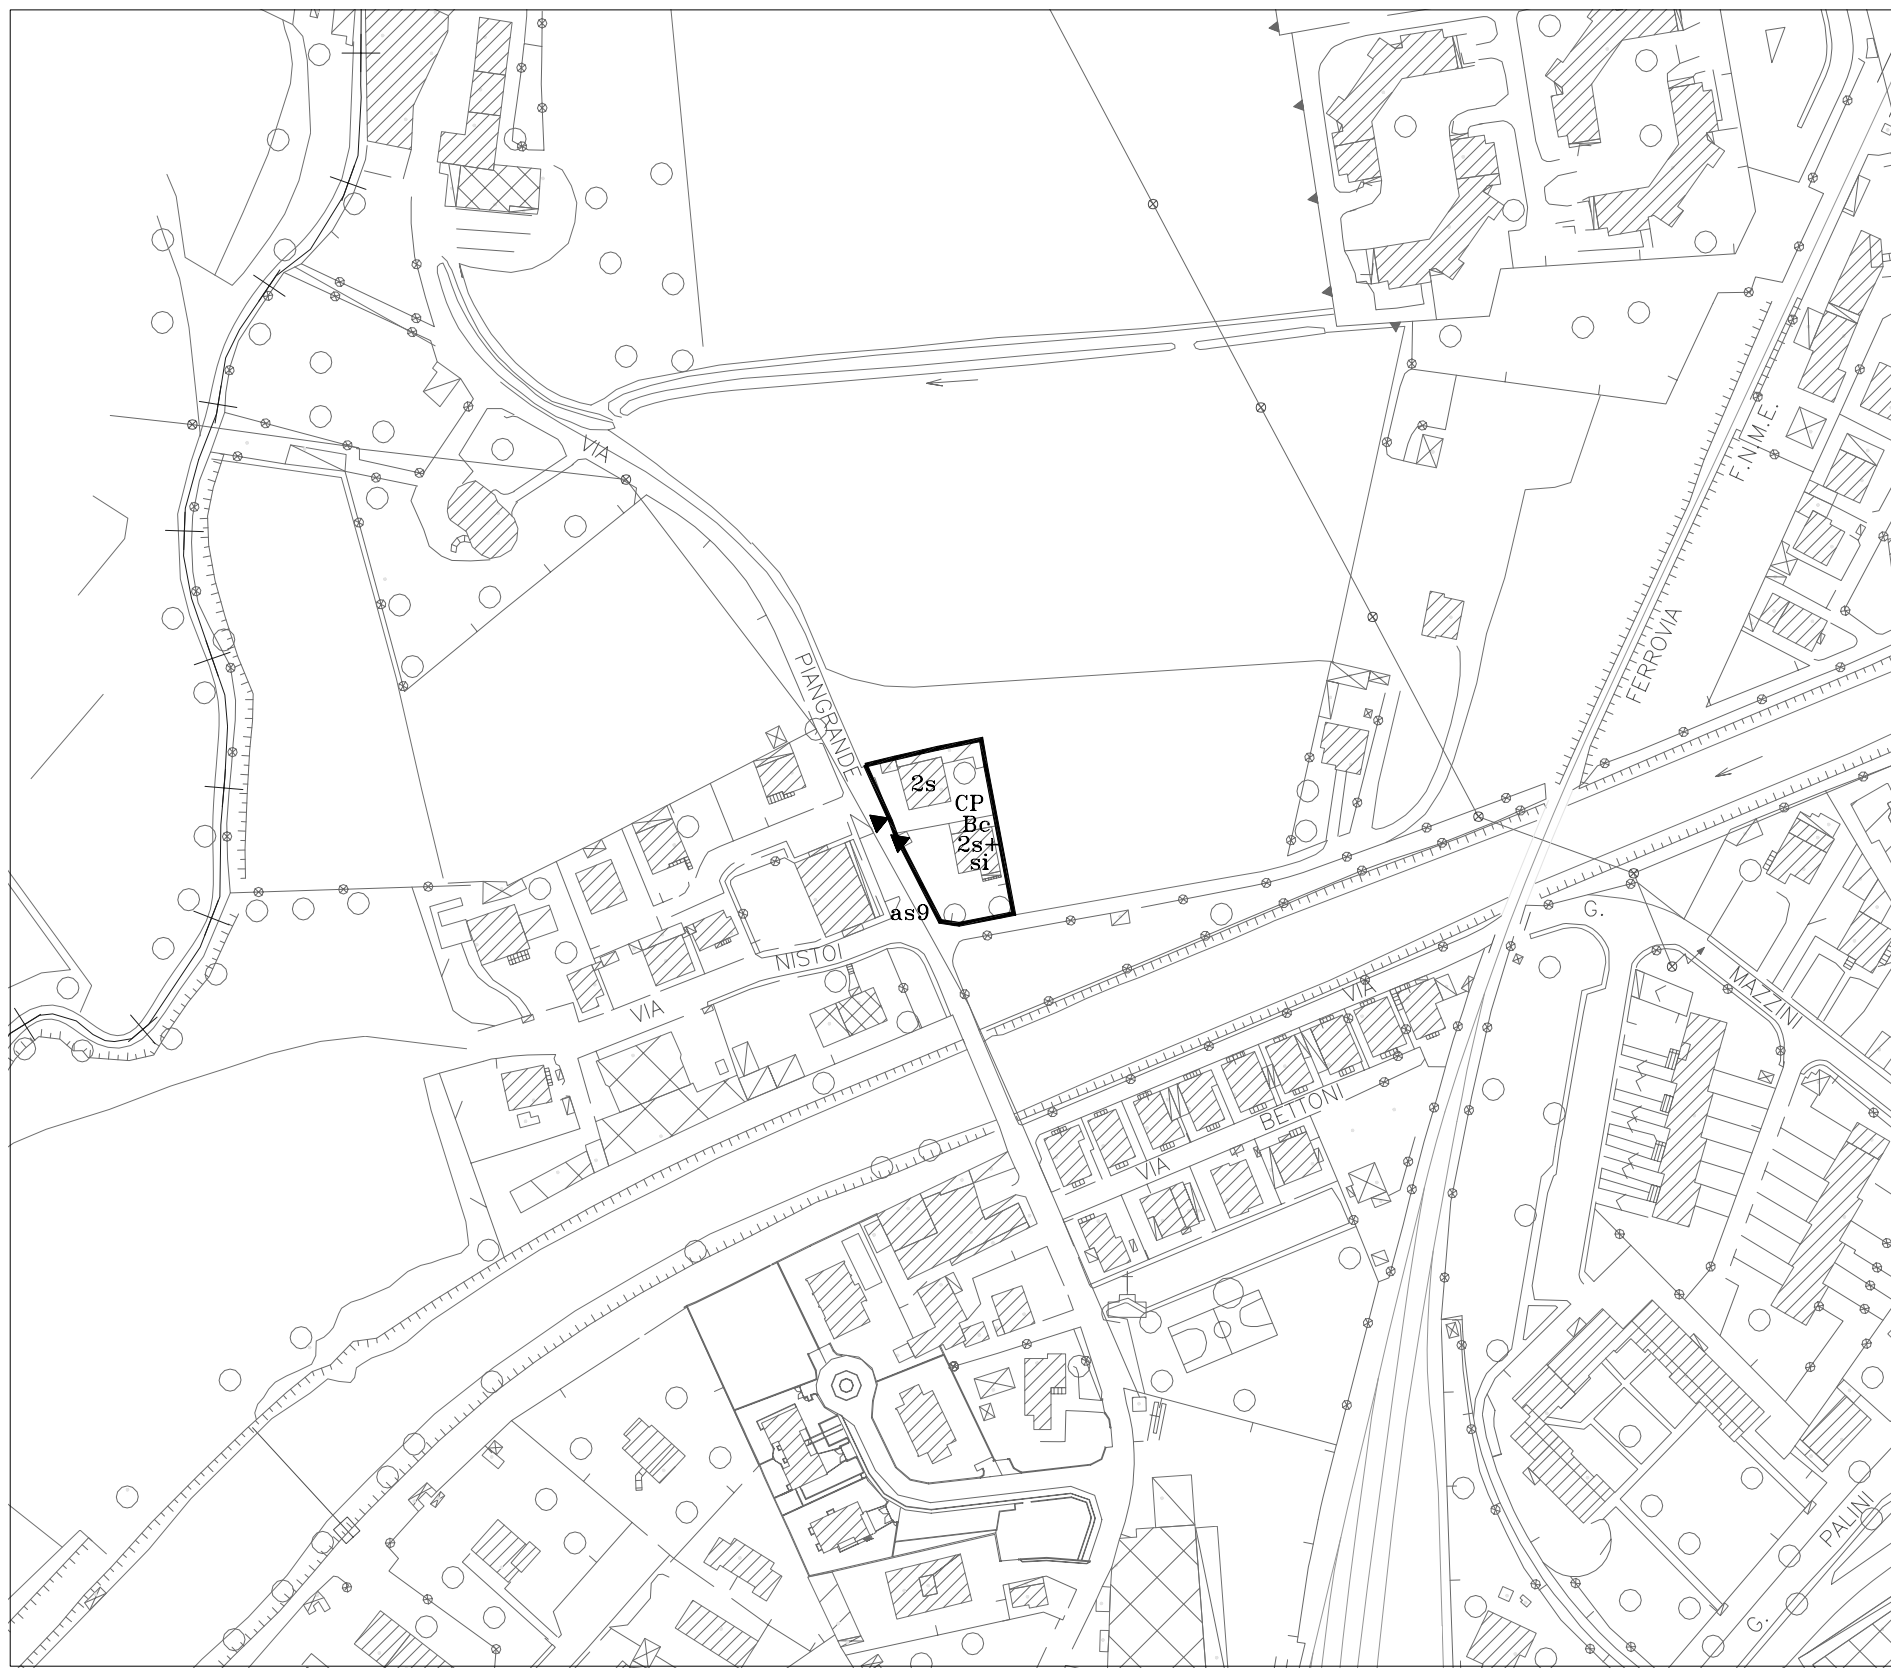 VIA
PIANGRANDE
F.N.M.E.
FERROVIA
2s
CP
Bc
2s+
si
as9
G.
MAZZINI
NISTOI
VIA
VIA
BETTONI
VIA
PALINI
G.